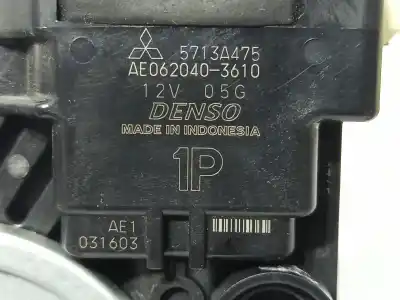 5713A475
AE062040-3610
12V 05G
DENSO
MADE IN INDONESIA
1P
AE1
031603